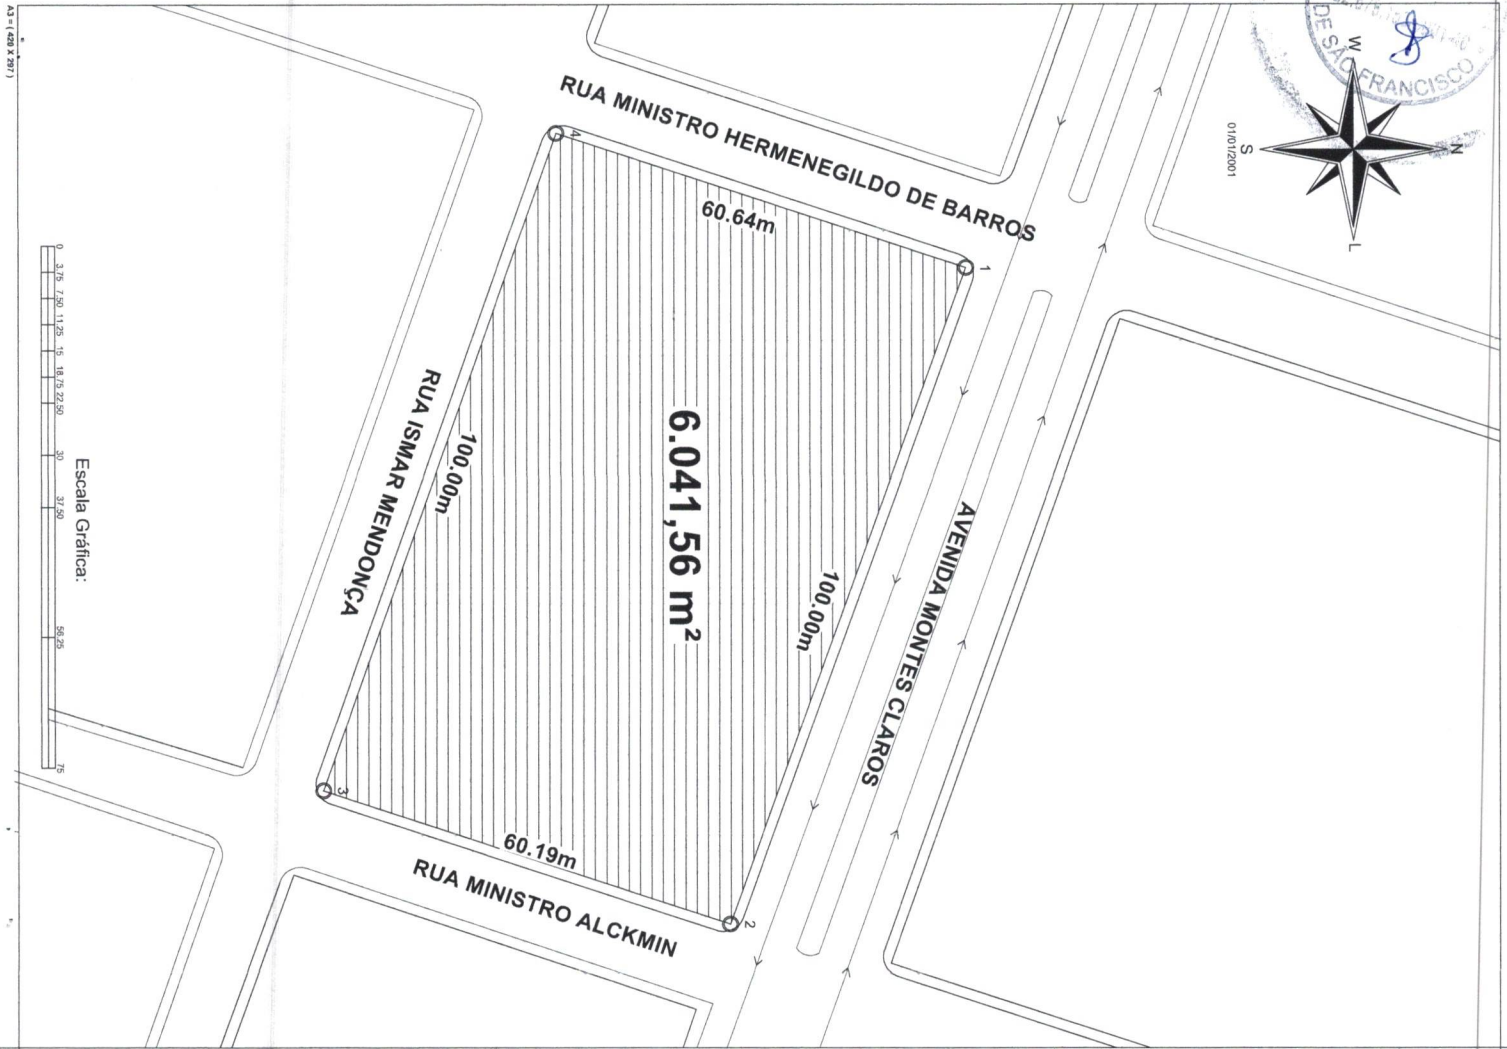 DE SÃO FRANCISCO
W
N
S
L
01/01/2001
A3 = ( 420 X 297 )
RUA MINISTRO HERMENEGILDO DE BARROS
4
1
60.64m
RUA ISMAR MENDONÇA
100.00m
6.041,56 m²
100.00m
AVENIDA MONTES CLAROS
3
2
60.19m
RUA MINISTRO ALCKMIN
Escala Gráfica:
0 3,75 7,50 11,25 15 18,75 22,50 30 37,50 56,25 75